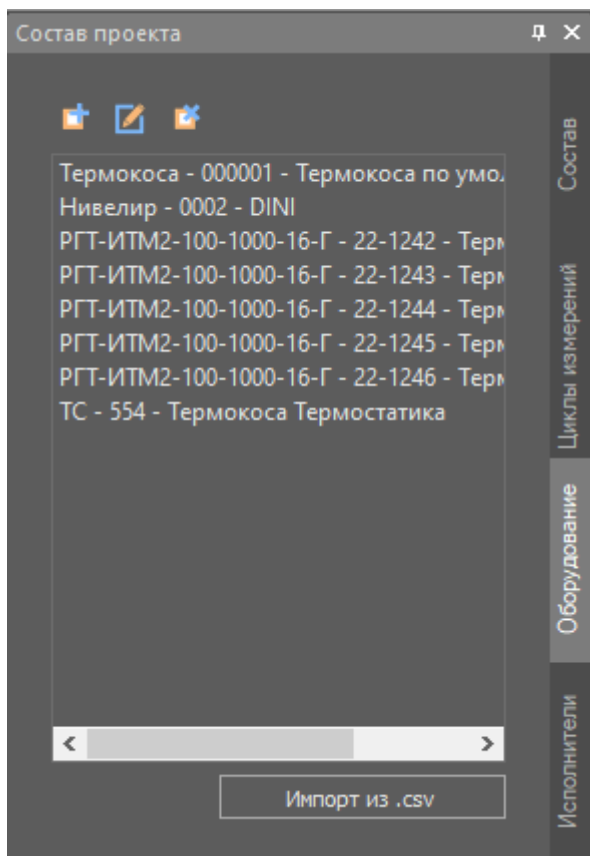 Состав проекта
Термокоса - 000001 - Термокоса по умо
Нивелир - 0002 - DINI
РГТ-ИТМ2-100-1000-16-Г - 22-1242 - Терм
РГТ-ИТМ2-100-1000-16-Г - 22-1243 - Терм
РГТ-ИТМ2-100-1000-16-Г - 22-1244 - Терм
РГТ-ИТМ2-100-1000-16-Г - 22-1245 - Терм
РГТ-ИТМ2-100-1000-16-Г - 22-1246 - Терм
ТС - 554 - Термокоса Термостатика
Импорт из .csv
Состав
Циклы измерений
Оборудование
Исполнители